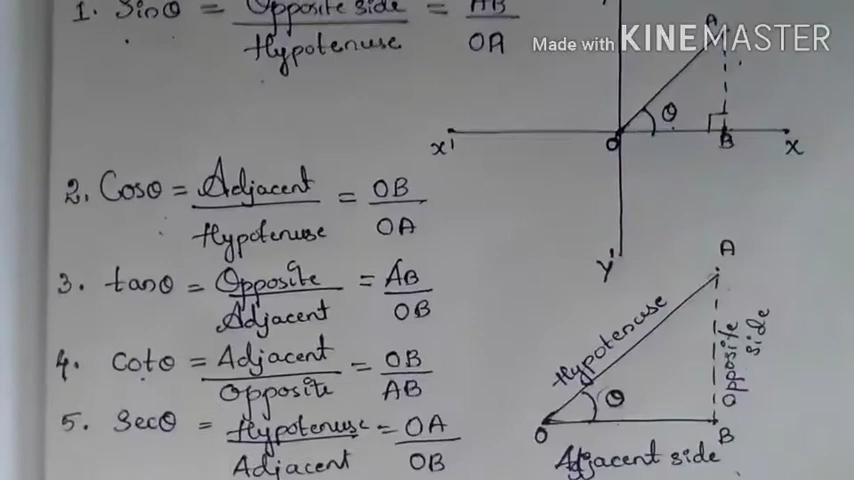 1. Sinθ = Opposite side / Hypotenuse = AB / OA
Made with KINEMASTER
A
θ
X' O B X
Y'
2. Cosθ = Adjacent / Hypotenuse = OB / OA
3. tanθ = Opposite / Adjacent = AB / OB
4. Cotθ = Adjacent / Opposite = OB / AB
5. Secθ = Hypotenuse / Adjacent = OA / OB
A
Hypotenuse
Opposite side
θ
O B
Adjacent side